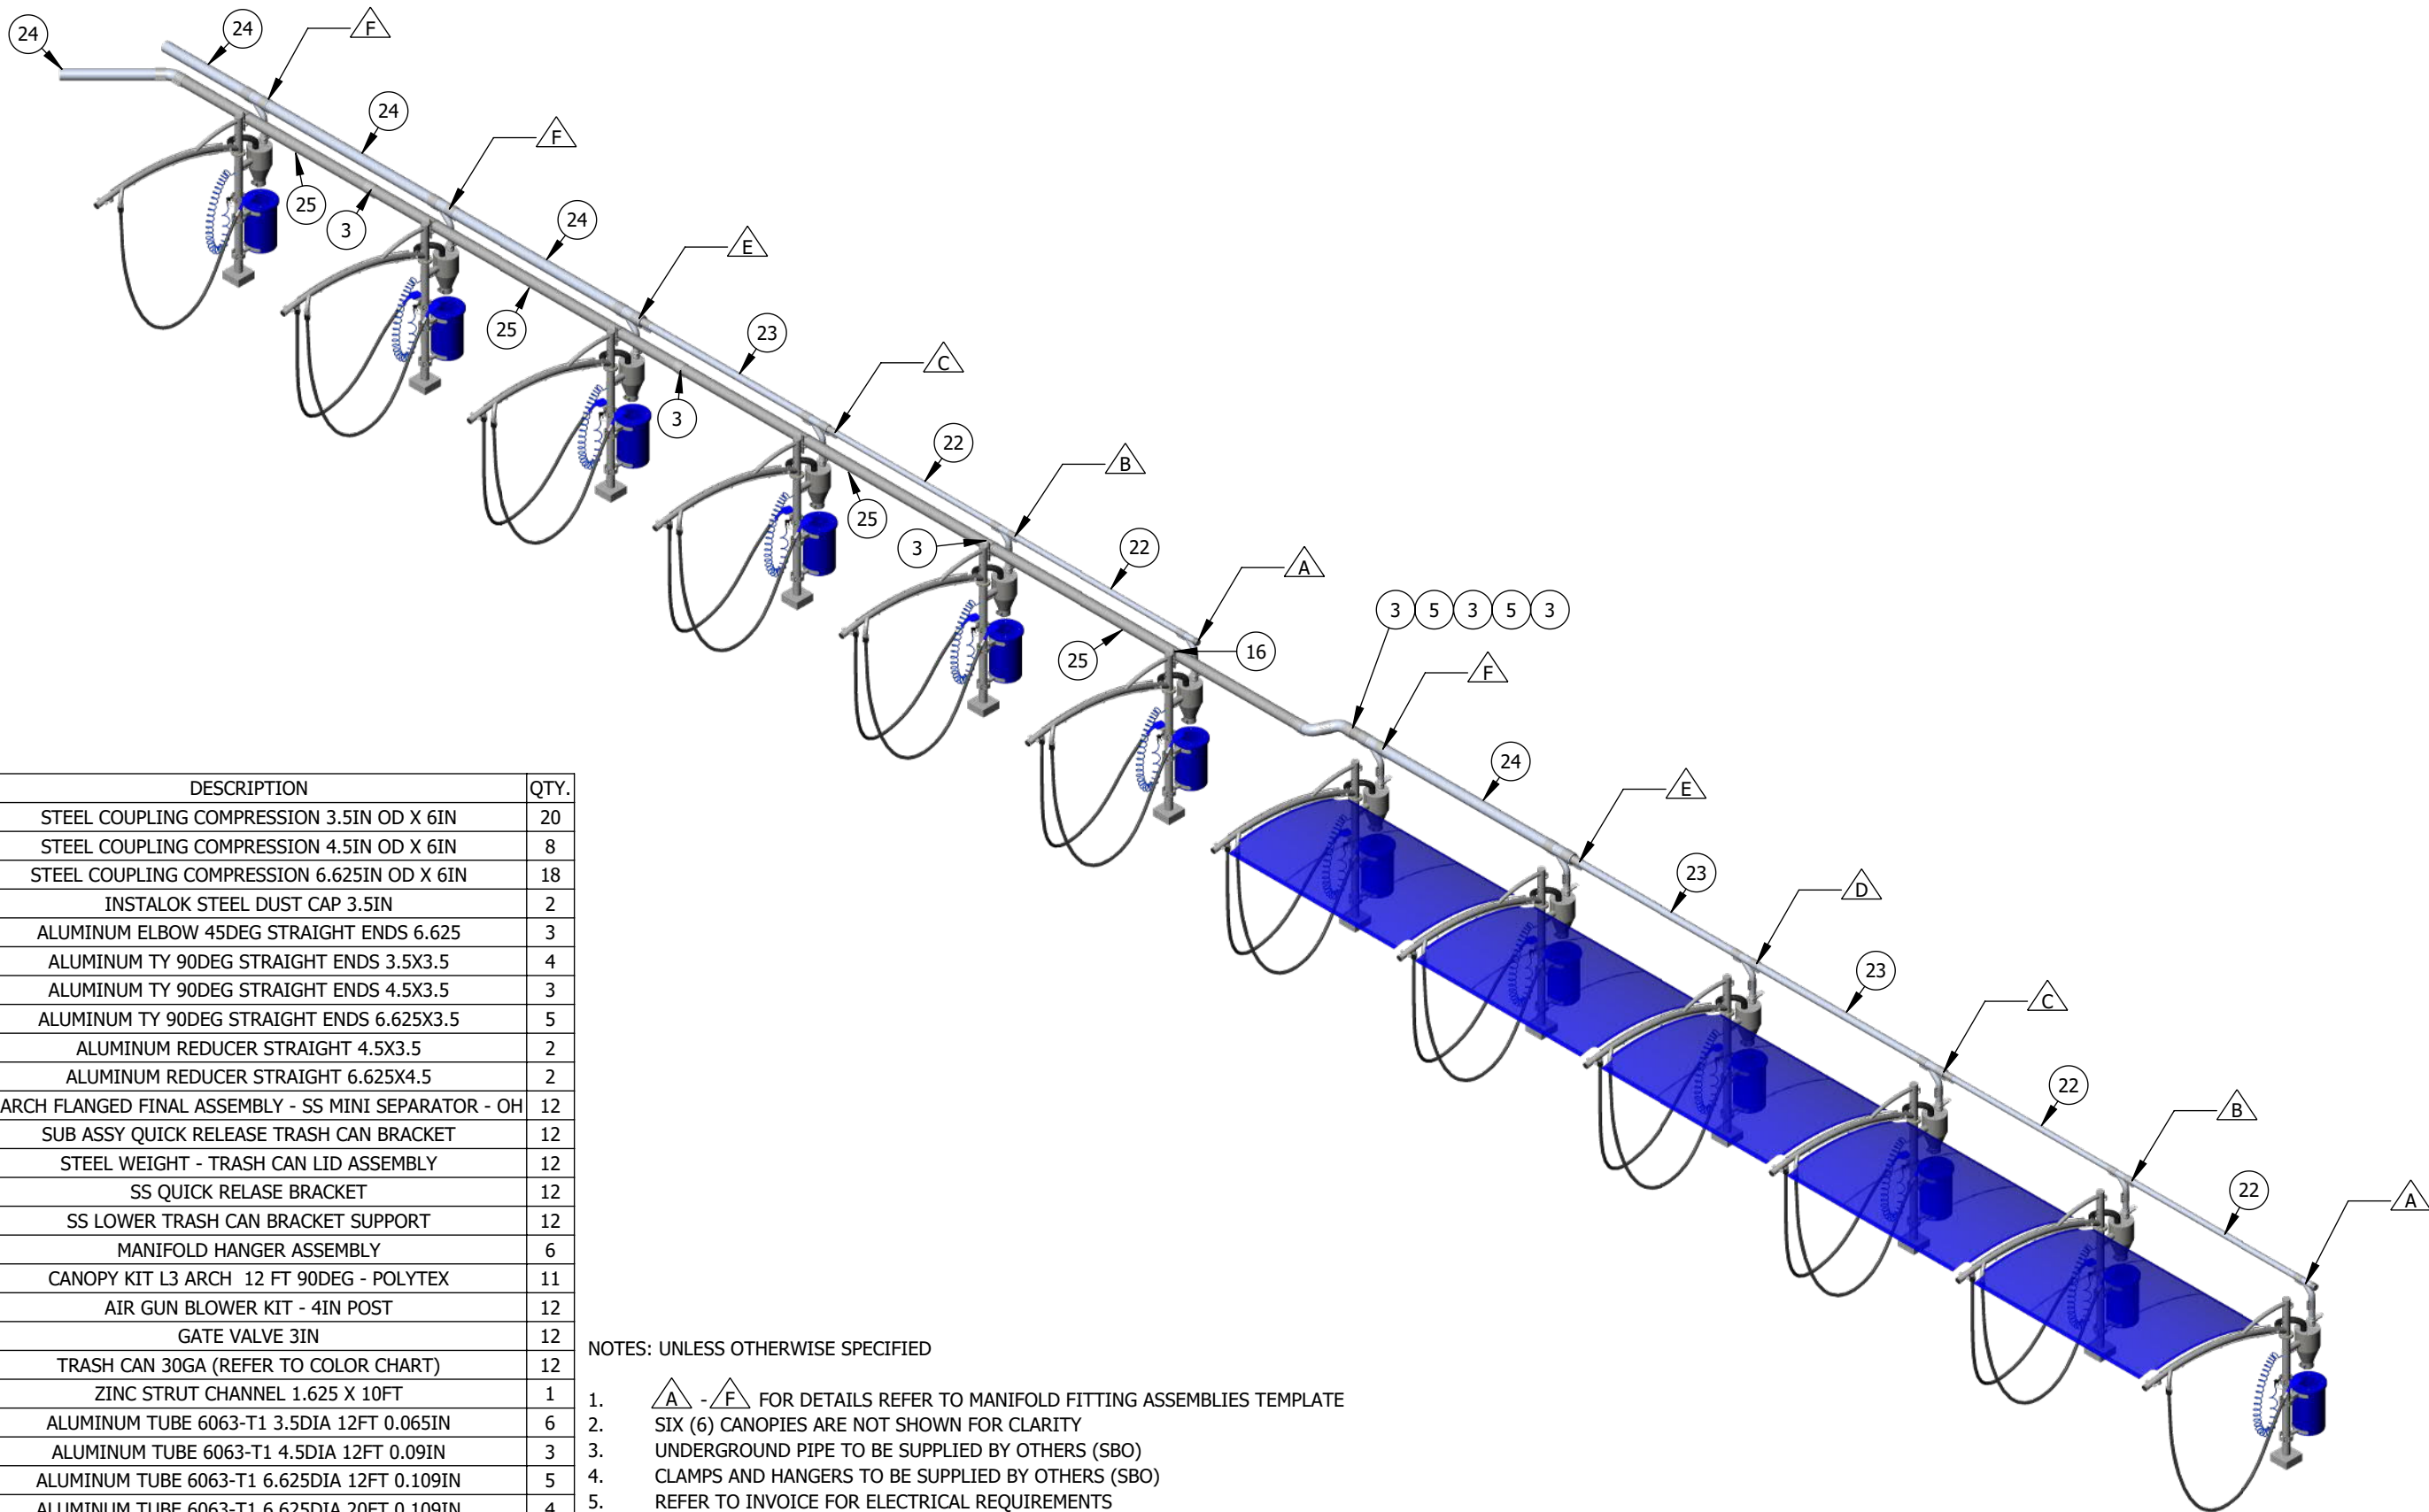 24
24
F
24
F
24
E
25
3
23
C
25
22
B
3
25
22
A
3
3 5 3 5 3
25
16
F
24
E
23
D
23
C
22
B
22
A
DESCRIPTION QTY.
STEEL COUPLING COMPRESSION 3.5IN OD X 6IN 20
STEEL COUPLING COMPRESSION 4.5IN OD X 6IN 8
STEEL COUPLING COMPRESSION 6.625IN OD X 6IN 18
INSTALOK STEEL DUST CAP 3.5IN 2
ALUMINUM ELBOW 45DEG STRAIGHT ENDS 6.625 3
ALUMINUM TY 90DEG STRAIGHT ENDS 3.5X3.5 4
ALUMINUM TY 90DEG STRAIGHT ENDS 4.5X3.5 3
ALUMINUM TY 90DEG STRAIGHT ENDS 6.625X3.5 5
ALUMINUM REDUCER STRAIGHT 4.5X3.5 2
ALUMINUM REDUCER STRAIGHT 6.625X4.5 2
ARCH FLANGED FINAL ASSEMBLY - SS MINI SEPARATOR - OH 12
SUB ASSY QUICK RELEASE TRASH CAN BRACKET 12
STEEL WEIGHT - TRASH CAN LID ASSEMBLY 12
SS QUICK RELASE BRACKET 12
SS LOWER TRASH CAN BRACKET SUPPORT 12
MANIFOLD HANGER ASSEMBLY 6
CANOPY KIT L3 ARCH 12 FT 90DEG - POLYTEX 11
AIR GUN BLOWER KIT - 4IN POST 12
GATE VALVE 3IN 12
TRASH CAN 30GA (REFER TO COLOR CHART) 12
ZINC STRUT CHANNEL 1.625 X 10FT 1
ALUMINUM TUBE 6063-T1 3.5DIA 12FT 0.065IN 6
ALUMINUM TUBE 6063-T1 4.5DIA 12FT 0.09IN 3
ALUMINUM TUBE 6063-T1 6.625DIA 12FT 0.109IN 5
ALUMINUM TUBE 6063-T1 6.625DIA 20FT 0.109IN 4
NOTES: UNLESS OTHERWISE SPECIFIED
1. A - F FOR DETAILS REFER TO MANIFOLD FITTING ASSEMBLIES TEMPLATE
2. SIX (6) CANOPIES ARE NOT SHOWN FOR CLARITY
3. UNDERGROUND PIPE TO BE SUPPLIED BY OTHERS (SBO)
4. CLAMPS AND HANGERS TO BE SUPPLIED BY OTHERS (SBO)
5. REFER TO INVOICE FOR ELECTRICAL REQUIREMENTS